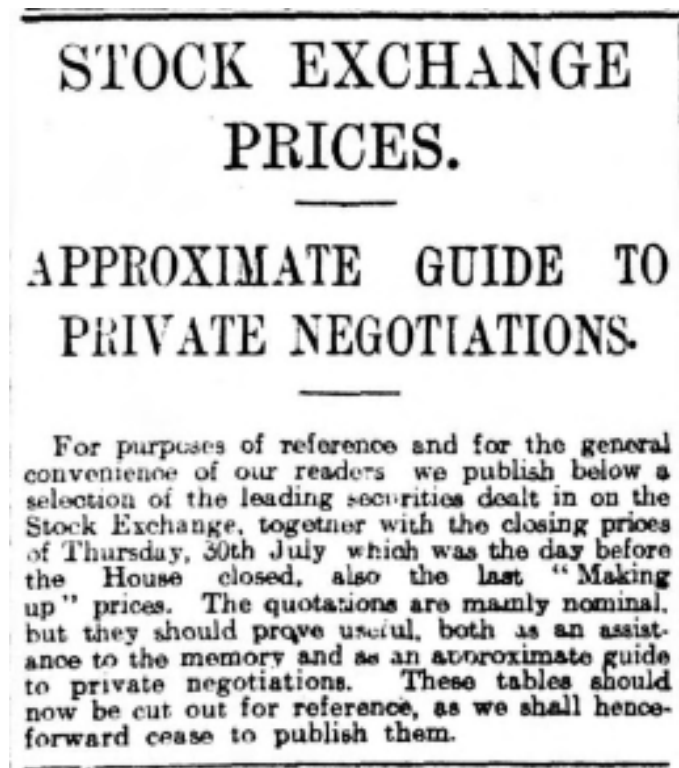 STOCK EXCHANGE
PRICES.
APPROXIMATE GUIDE TO
PRIVATE NEGOTIATIONS.
For purposes of reference and for the general
convenience of our readers we publish below a
selection of the leading securities dealt in on the
Stock Exchange, together with the closing prices
of Thursday, 30th July which was the day before
the House closed, also the last "Making
up" prices. The quotations are mainly nominal,
but they should prove useful, both as an assist-
ance to the memory and as an approximate guide
to private negotiations. These tables should
now be cut out for reference, as we shall hence-
forward cease to publish them.